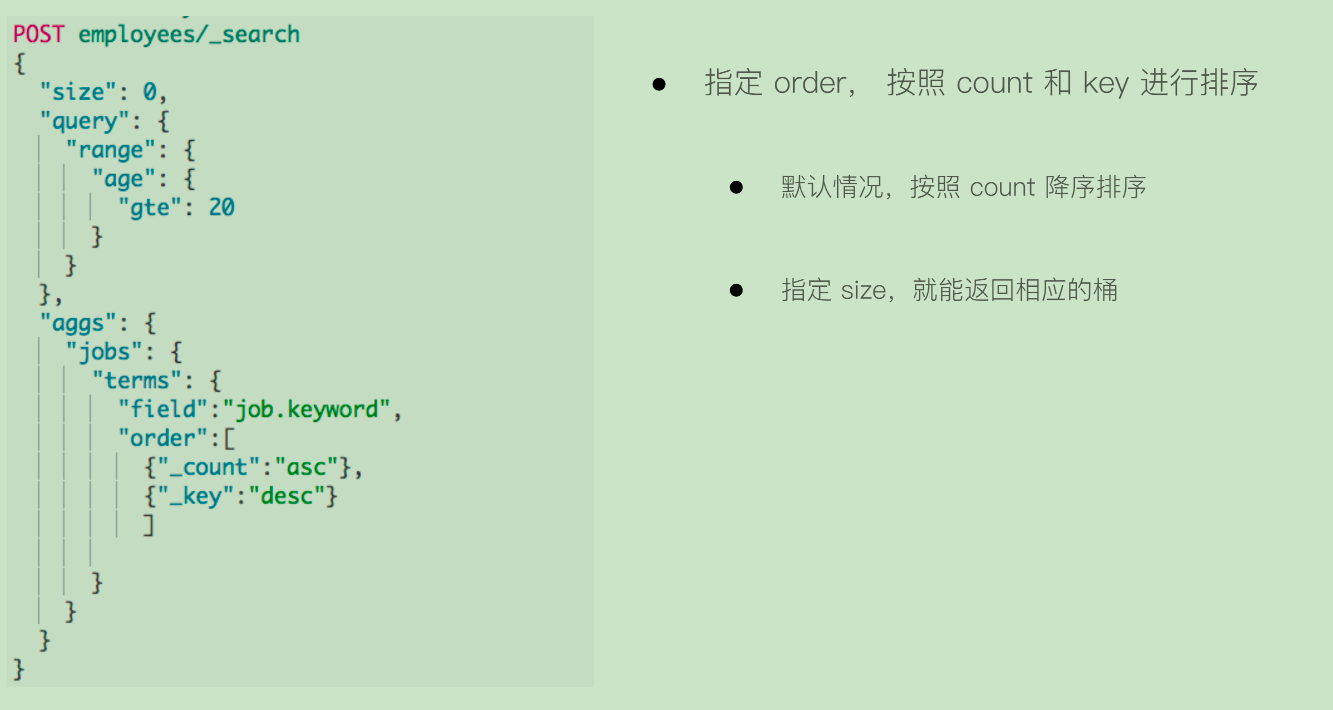 POST employees/_search
{
  "size": 0,
  "query": {
    "range": {
      "age": {
        "gte": 20
      }
    }
  },
  "aggs": {
    "jobs": {
      "terms": {
        "field":"job.keyword",
        "order":[
          {"_count":"asc"},
          {"_key":"desc"}
          ]

      }
    }
  }
}
● 指定 order， 按照 count 和 key 进行排序
● 默认情况，按照 count 降序排序
● 指定 size，就能返回相应的桶